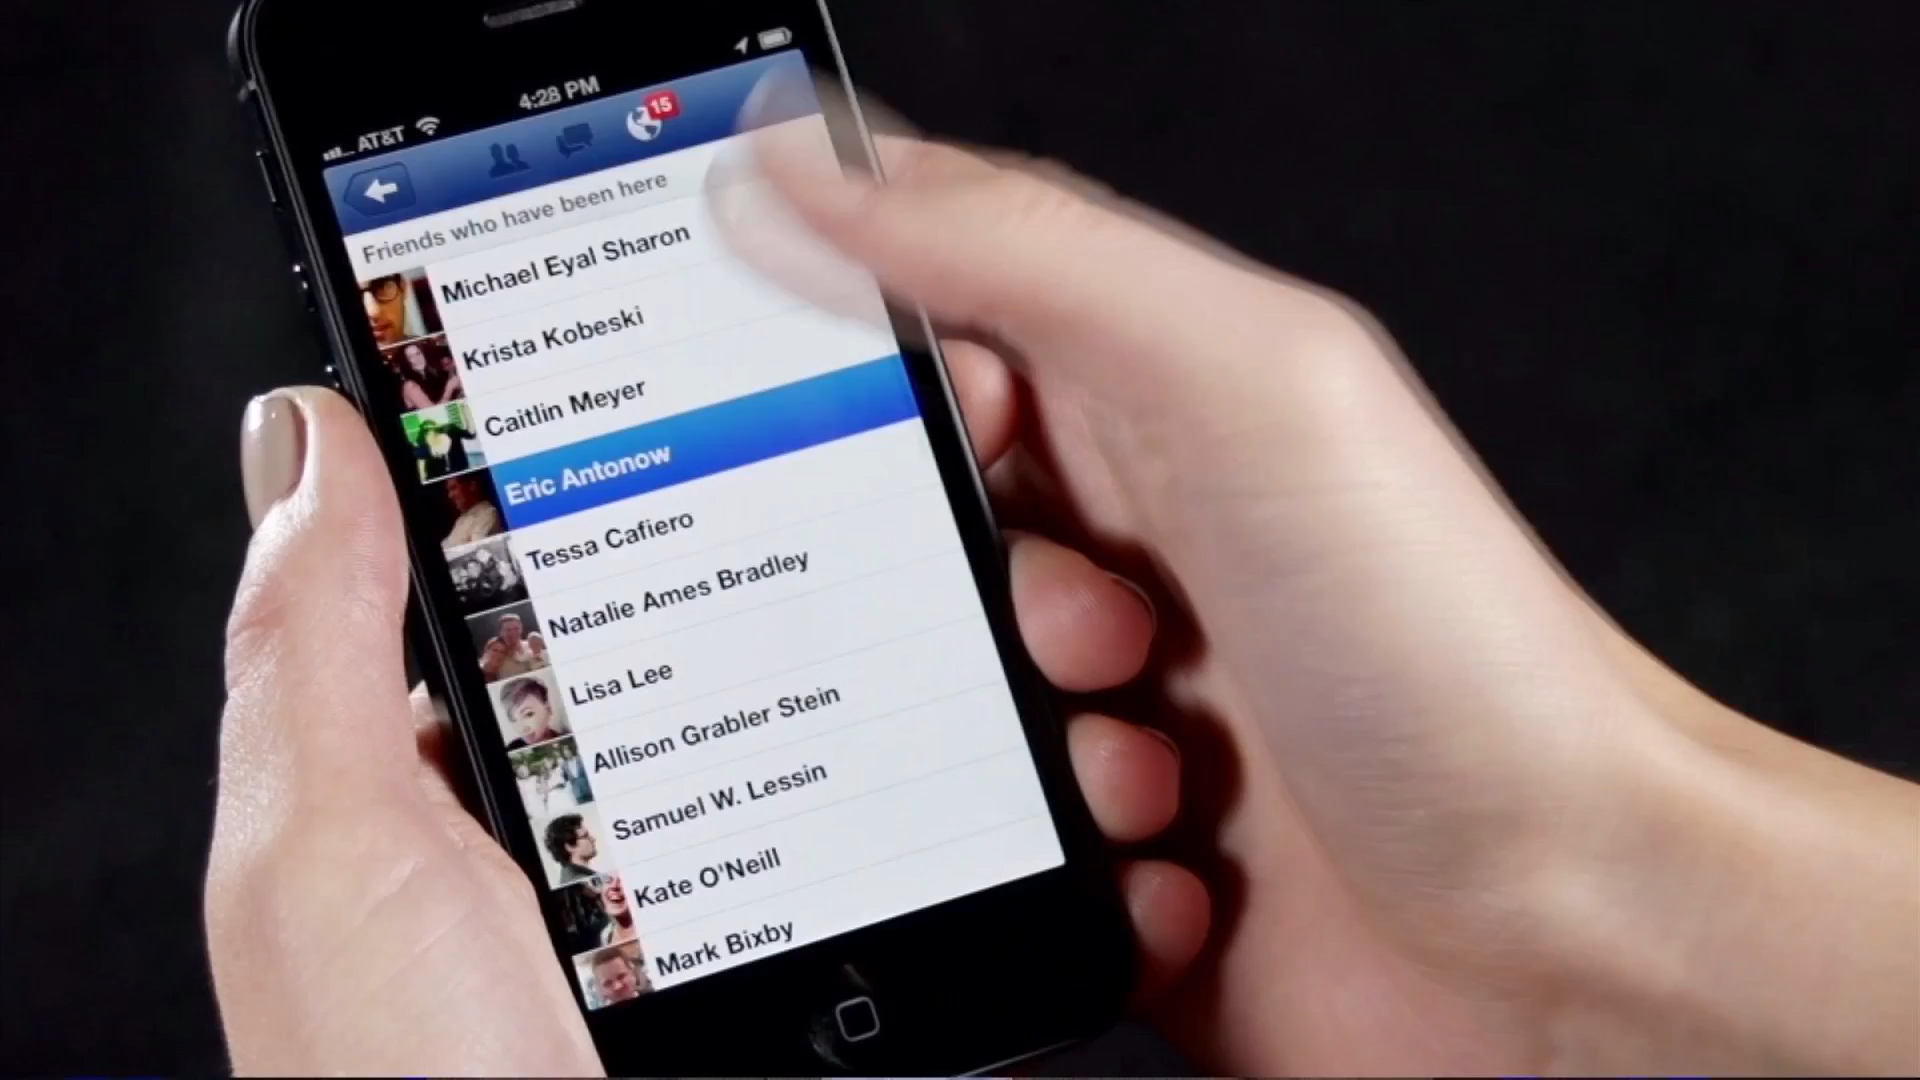 4:28 PM
AT&T
15
Friends who have been here
Michael Eyal Sharon
Krista Kobeski
Caitlin Meyer
Eric Antonow
Tessa Cafiero
Natalie Ames Bradley
Lisa Lee
Allison Grabler Stein
Samuel W. Lessin
Kate O'Neill
Mark Bixby